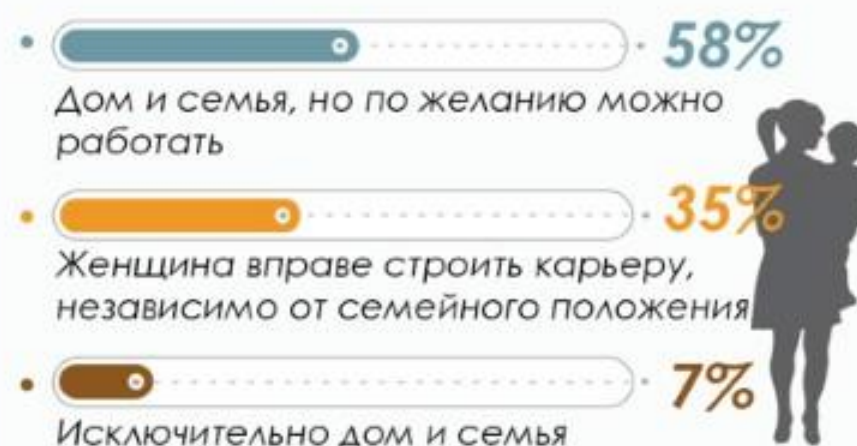 58%
Дом и семья, но по желанию можно
работать
35%
Женщина вправе строить карьеру,
независимо от семейного положения
7%
Исключительно дом и семья